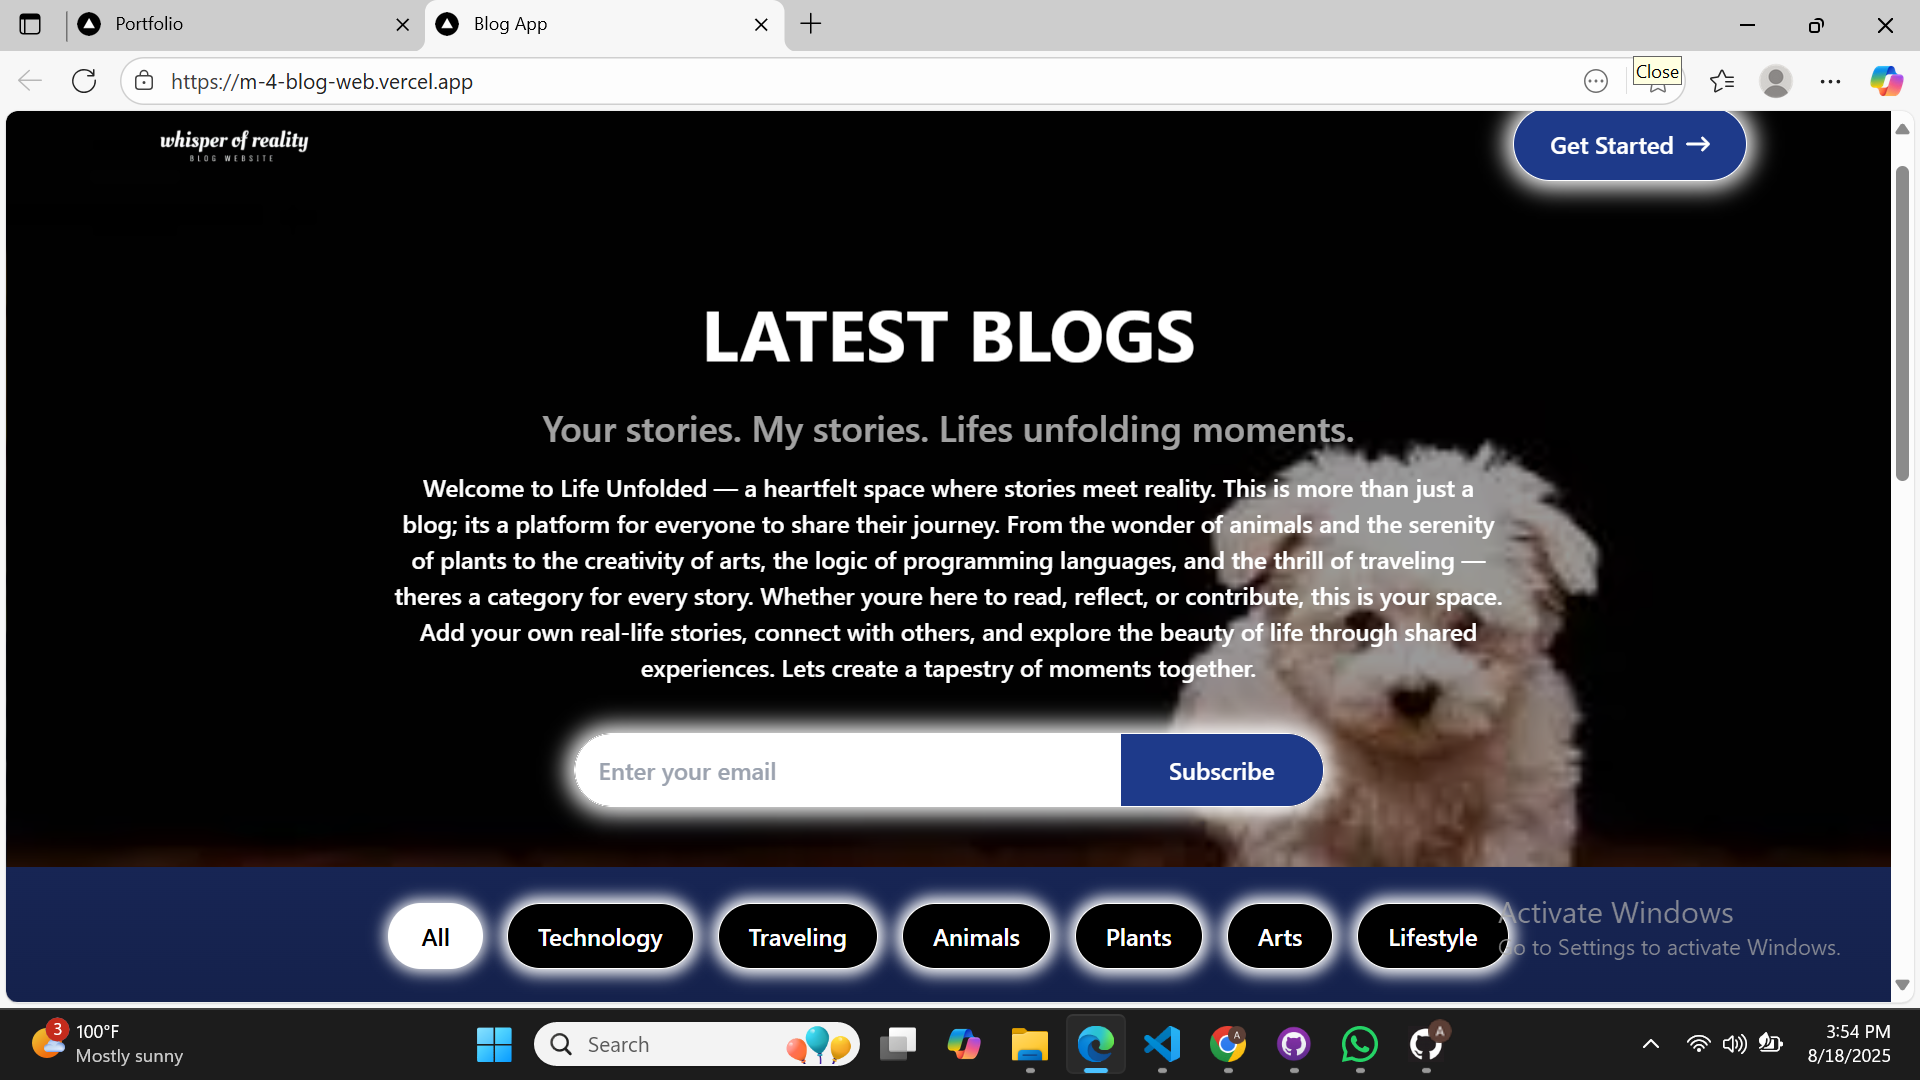 Portfolio
Blog App
https://m-4-blog-web.vercel.app
Close
whisper of reality
BLOG WEBSITE
Get Started →
LATEST BLOGS
Your stories. My stories. Lifes unfolding moments.
Welcome to Life Unfolded — a heartfelt space where stories meet reality. This is more than just a
blog; its a platform for everyone to share their journey. From the wonder of animals and the serenity
of plants to the creativity of arts, the logic of programming languages, and the thrill of traveling —
theres a category for every story. Whether youre here to read, reflect, or contribute, this is your space.
Add your own real-life stories, connect with others, and explore the beauty of life through shared
experiences. Lets create a tapestry of moments together.
Enter your email
Subscribe
All
Technology
Traveling
Animals
Plants
Arts
Lifestyle
Activate Windows
Go to Settings to activate Windows.
3
100°F
Mostly sunny
Search
A
A
3:54 PM
8/18/2025